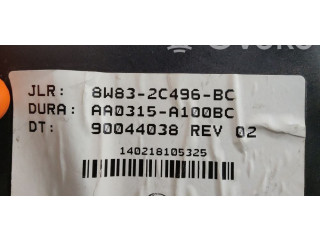 JLR: 8W83-2C496-BC
DURA: AA0315-A100BC
DT: 90044038 REV 02
140218105325